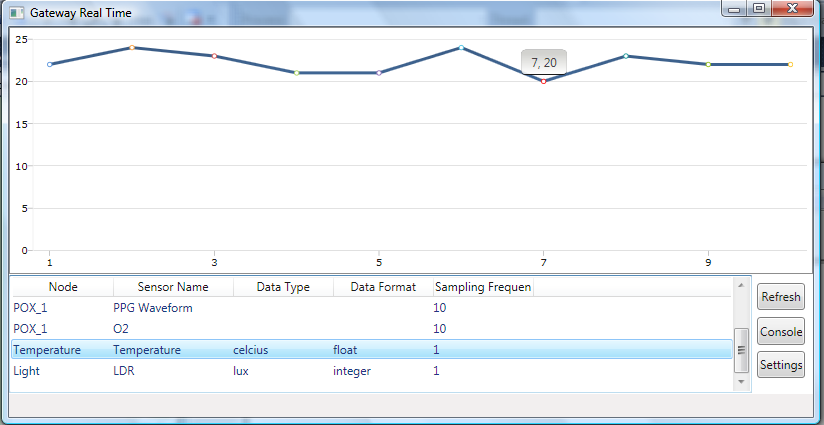 Gateway Real Time
25
7, 20
20
15
10
5
0
1 3 5 7 9
Node Sensor Name Data Type Data Format Sampling Frequen
POX_1 PPG Waveform 10
POX_1 O2 10
Temperature Temperature celcius float 1
Light LDR lux integer 1
Refresh
Console
Settings